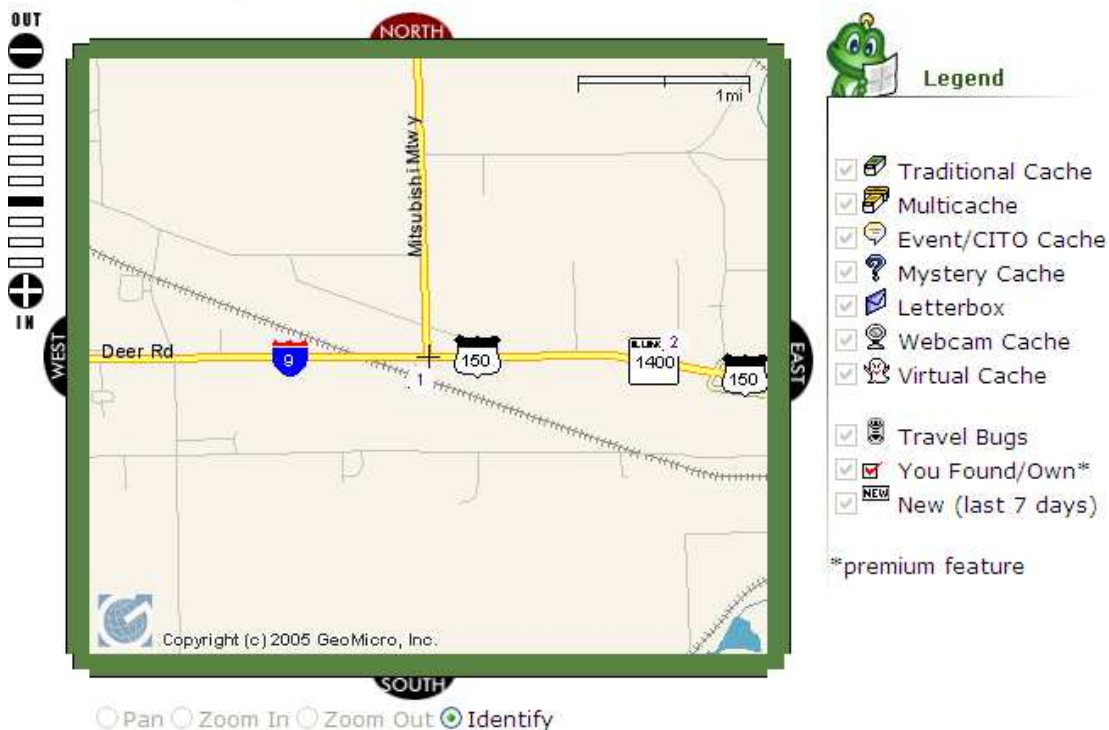 OUT
IN
NORTH
1mi
Mitsubishi Mtwy
WEST
Deer Rd
9
150
1
1400
2
150
EAST
Copyright (c) 2005 GeoMicro, Inc.
SOUTH
Pan Zoom In Zoom Out Identify
Legend
Traditional Cache
Multicache
Event/CITO Cache
Mystery Cache
Letterbox
Webcam Cache
Virtual Cache
Travel Bugs
You Found/Own*
NEW New (last 7 days)
*premium feature